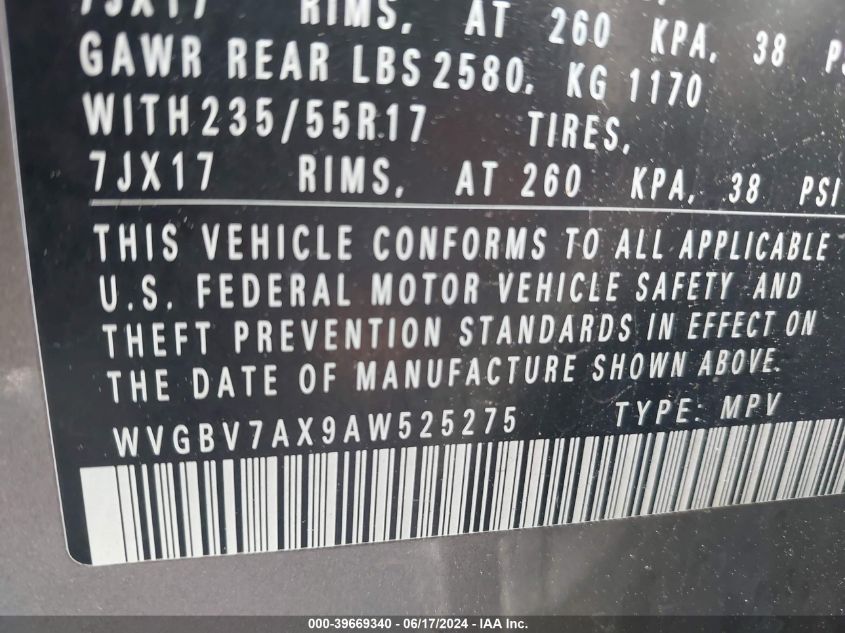 7JX17 RIMS, AT 260 KPA, 38 PSI
GAWR REAR LBS 2580, KG 1170
WITH 235/55R17 TIRES,
7JX17 RIMS, AT 260 KPA, 38 PSI
THIS VEHICLE CONFORMS TO ALL APPLICABLE
U.S. FEDERAL MOTOR VEHICLE SAFETY AND
THEFT PREVENTION STANDARDS IN EFFECT ON
THE DATE OF MANUFACTURE SHOWN ABOVE.
WVGBV7AX9AW525275 TYPE: MPV
000-39669340 - 06/17/2024 - IAA Inc.